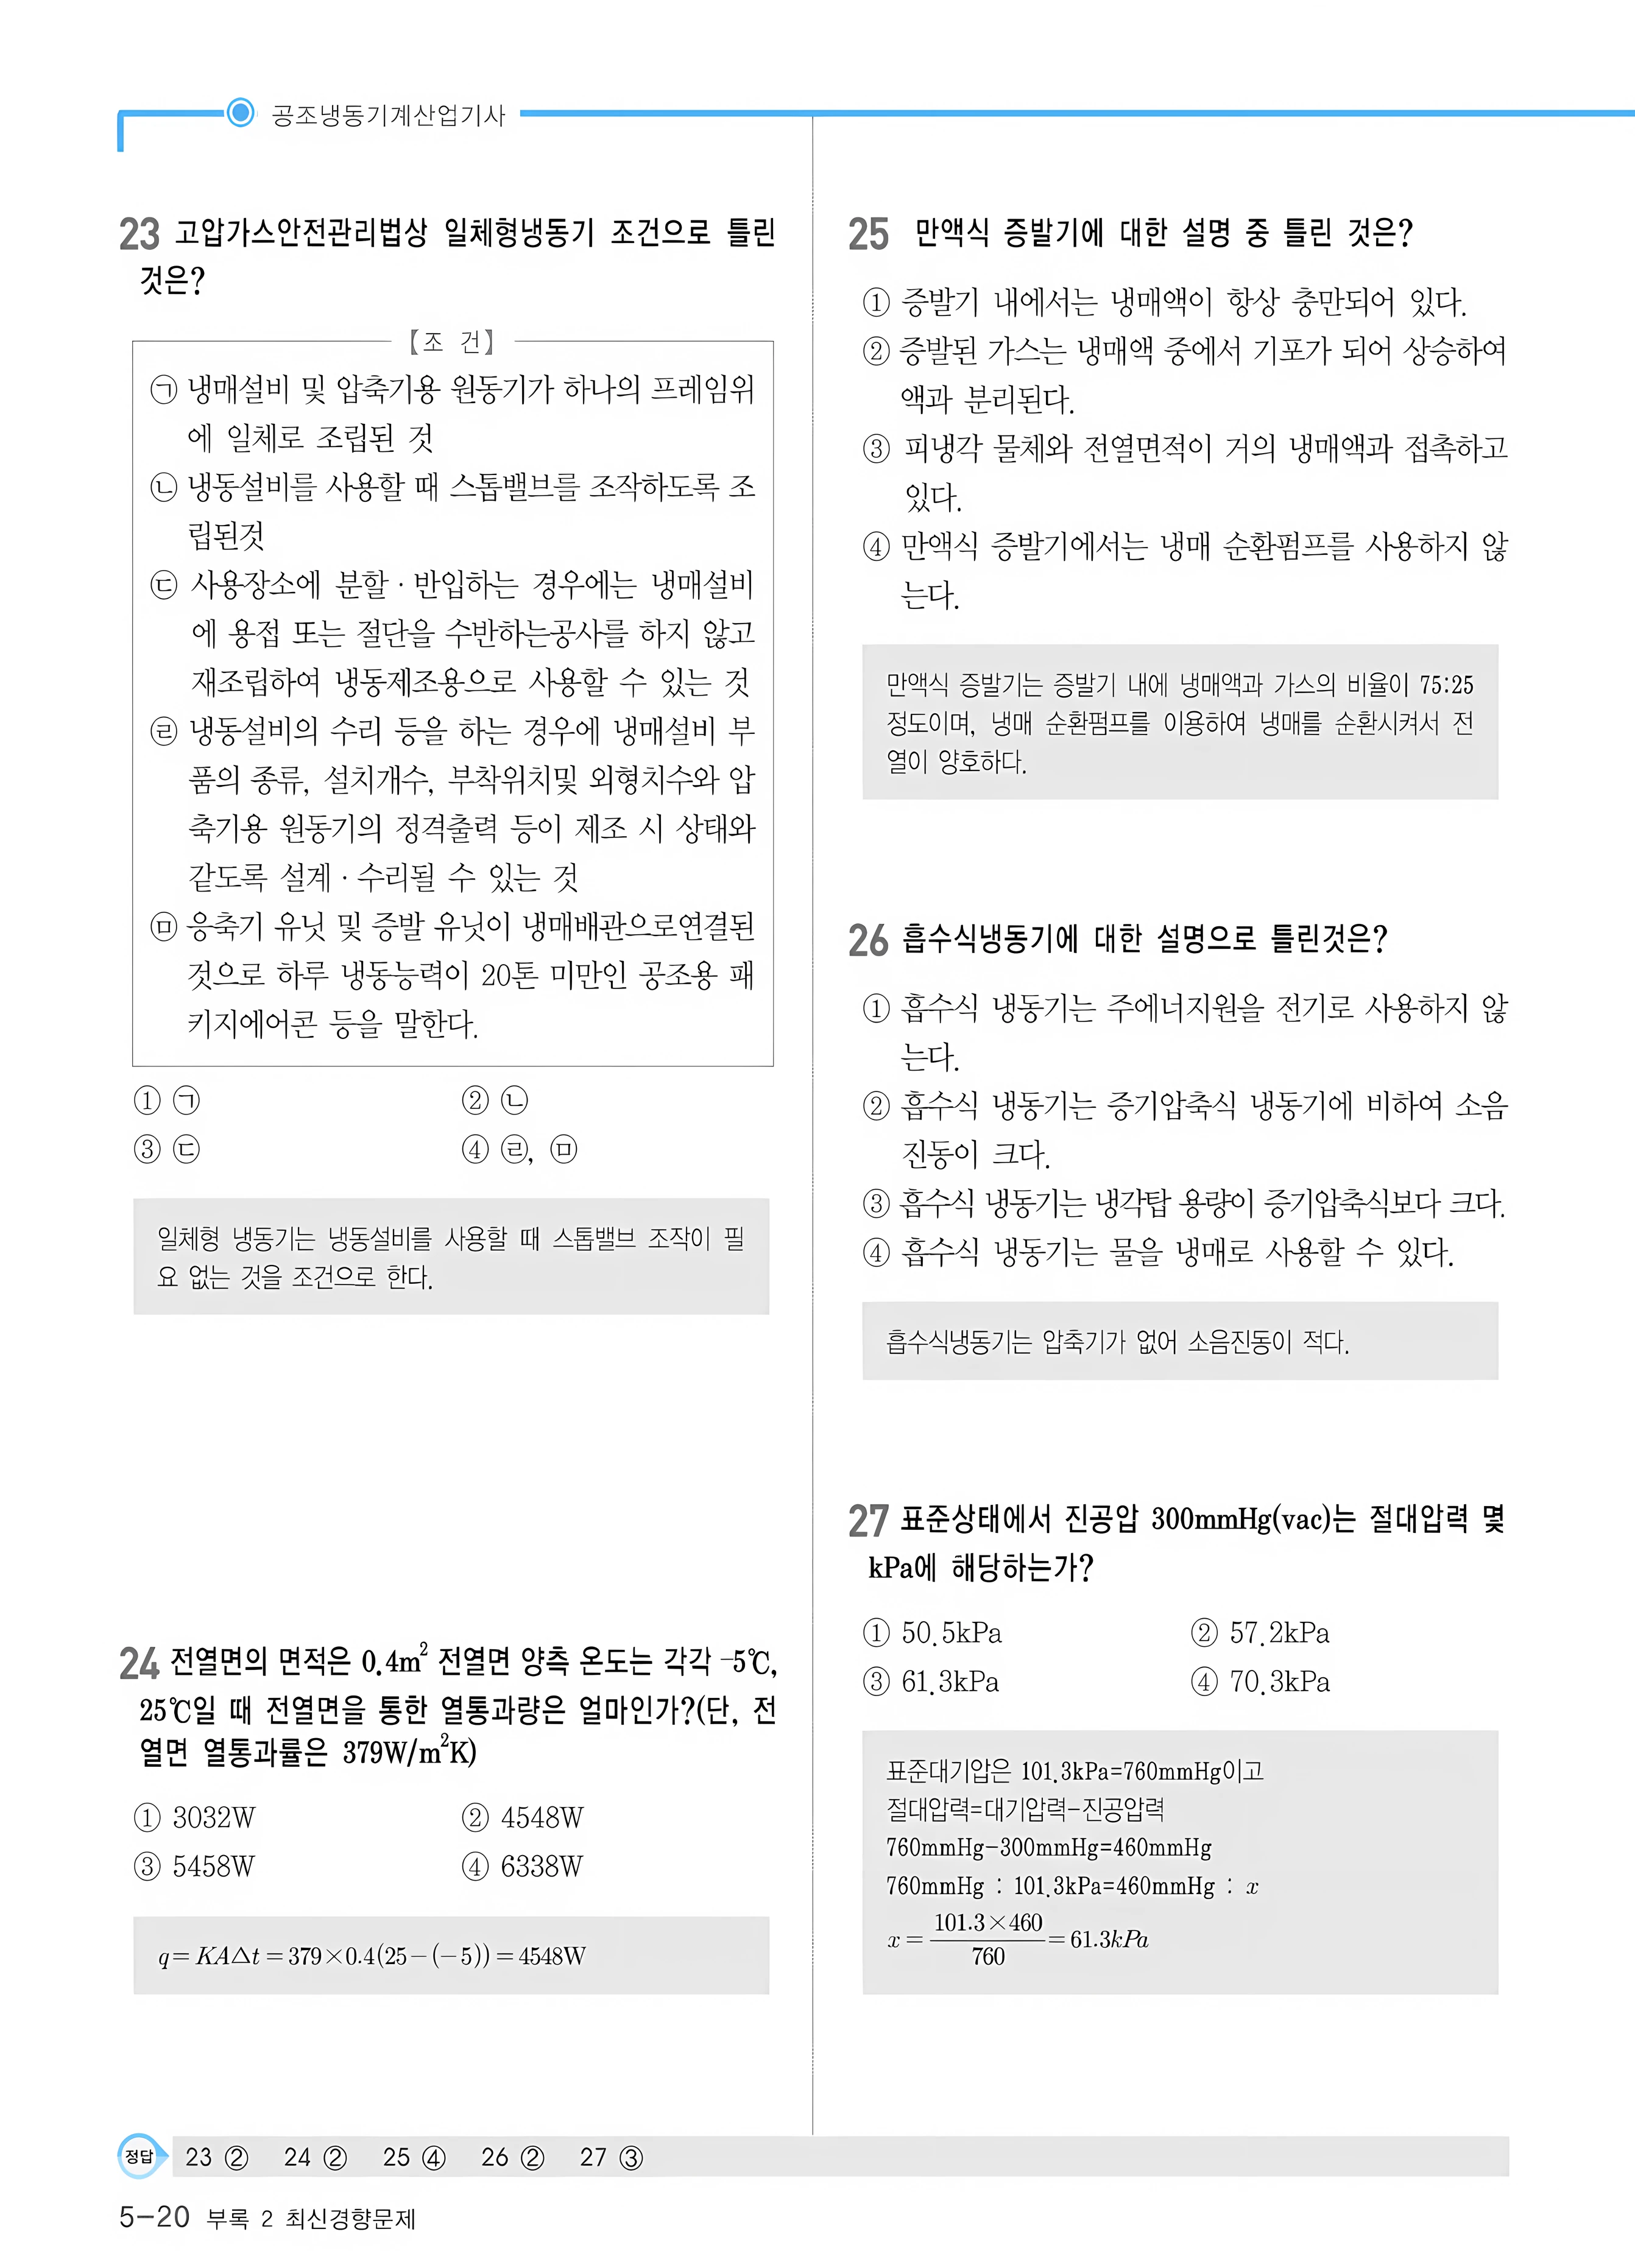 공조냉동기계산업기사
23 고압가스안전관리법상 일체형냉동기 조건으로 틀린
것은?
【조 건】
㉠ 냉매설비 및 압축기용 원동기가 하나의 프레임위
에 일체로 조립된 것
㉡ 냉동설비를 사용할 때 스톱밸브를 조작하도록 조
립된것
㉢ 사용장소에 분할·반입하는 경우에는 냉매설비
에 용접 또는 절단을 수반하는공사를 하지 않고
재조립하여 냉동제조용으로 사용할 수 있는 것
㉣ 냉동설비의 수리 등을 하는 경우에 냉매설비 부
품의 종류, 설치개수, 부착위치및 외형치수와 압
축기용 원동기의 정격출력 등이 제조 시 상태와
같도록 설계·수리될 수 있는 것
㉤ 응축기 유닛 및 증발 유닛이 냉매배관으로연결된
것으로 하루 냉동능력이 20톤 미만인 공조용 패
키지에어콘 등을 말한다.
① ㉠ ② ㉡
③ ㉢ ④ ㉣, ㉤
일체형 냉동기는 냉동설비를 사용할 때 스톱밸브 조작이 필
요 없는 것을 조건으로 한다.
24 전열면의 면적은 0.4m² 전열면 양측 온도는 각각 -5℃,
25℃일 때 전열면을 통한 열통과량은 얼마인가?(단, 전
열면 열통과률은 379W/m²K)
① 3032W ② 4548W
③ 5458W ④ 6338W
q=KA△t=379×0.4(25-(-5))=4548W
25 만액식 증발기에 대한 설명 중 틀린 것은?
① 증발기 내에서는 냉매액이 항상 충만되어 있다.
② 증발된 가스는 냉매액 중에서 기포가 되어 상승하여
액과 분리된다.
③ 피냉각 물체와 전열면적이 거의 냉매액과 접촉하고
있다.
④ 만액식 증발기에서는 냉매 순환펌프를 사용하지 않
는다.
만액식 증발기는 증발기 내에 냉매액과 가스의 비율이 75:25
정도이며, 냉매 순환펌프를 이용하여 냉매를 순환시켜서 전
열이 양호하다.
26 흡수식냉동기에 대한 설명으로 틀린것은?
① 흡수식 냉동기는 주에너지원을 전기로 사용하지 않
는다.
② 흡수식 냉동기는 증기압축식 냉동기에 비하여 소음
진동이 크다.
③ 흡수식 냉동기는 냉각탑 용량이 증기압축식보다 크다.
④ 흡수식 냉동기는 물을 냉매로 사용할 수 있다.
흡수식냉동기는 압축기가 없어 소음진동이 적다.
27 표준상태에서 진공압 300mmHg(vac)는 절대압력 몇
kPa에 해당하는가?
① 50.5kPa ② 57.2kPa
③ 61.3kPa ④ 70.3kPa
표준대기압은 101.3kPa=760mmHg이고
절대압력=대기압력-진공압력
760mmHg-300mmHg=460mmHg
760mmHg : 101.3kPa=460mmHg : x
x = 101.3×460 / 760 = 61.3kPa
정답 23 ② 24 ② 25 ④ 26 ② 27 ③
5-20 부록 2 최신경향문제